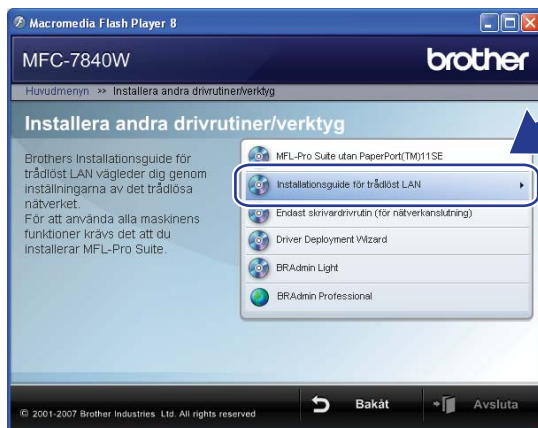 Macromedia Flash Player 8
MFC-7840W
brother
Huvudmenyn >> Installera andra drivrutiner/verktyg
Installera andra drivrutiner/verktyg
Brothers Installationsguide för
trådlöst LAN vägleder dig genom
inställningarna av det trådlösa
nätverket.
För att använda alla maskinens
funktioner krävs det att du
installerar MFL-Pro Suite.
MFL-Pro Suite utan PaperPort(TM)11SE
Installationsguide för trådlöst LAN
Endast skrivardrivrutin (för nätverkanslutning)
Driver Deployment Wizard
BRAdmin Light
BRAdmin Professional
© 2001-2007 Brother Industries Ltd. All rights reserved
Bakåt
Avsluta